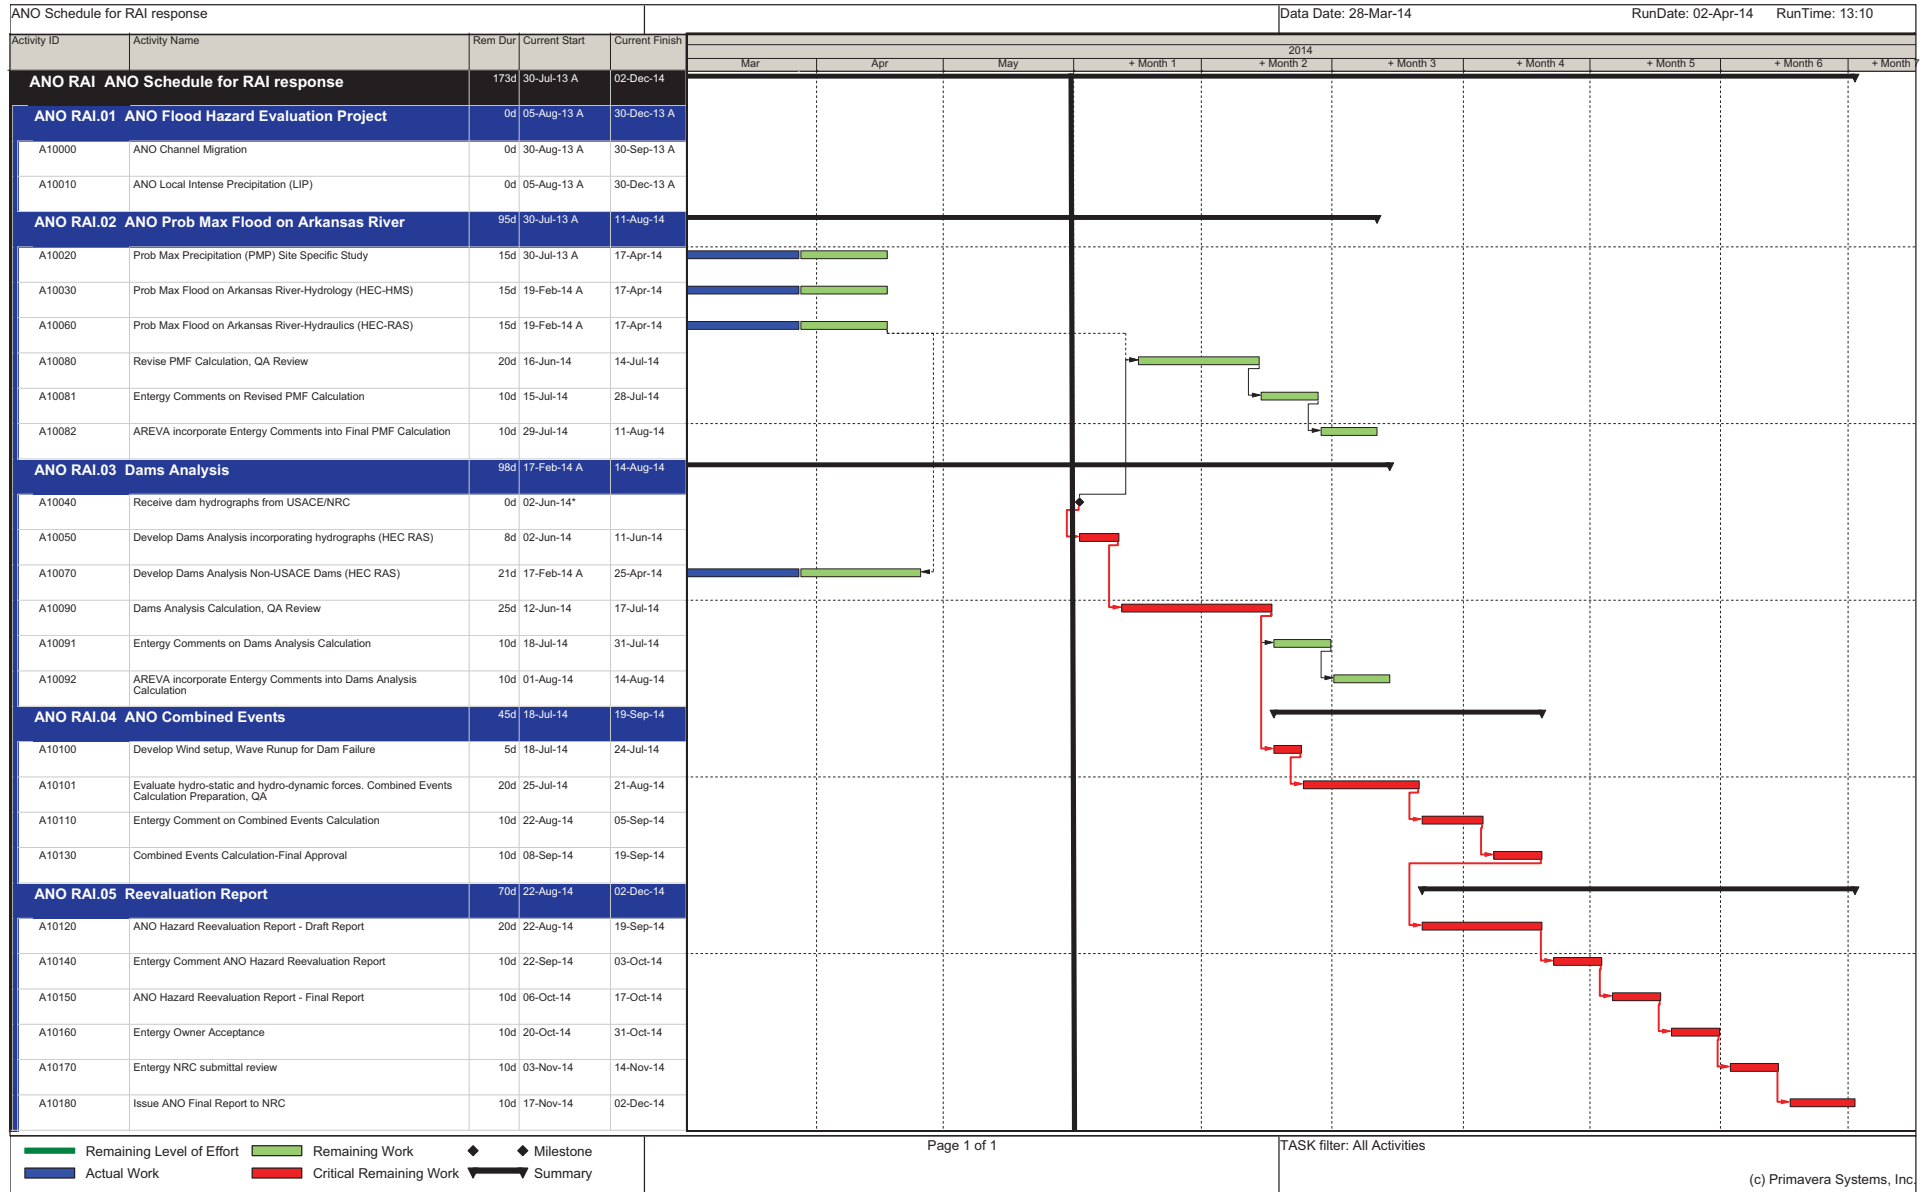 ANO Schedule for RAI response Data Date: 28-Mar-14 RunDate: 02-Apr-14 RunTime: 13:10
Activity ID Activity Name Rem Dur Current Start Current Finish
2014
Mar Apr May + Month 1 + Month 2 + Month 3 + Month 4 + Month 5 + Month 6 + Month 7
ANO RAI ANO Schedule for RAI response 173d 30-Jul-13 A 02-Dec-14
ANO RAI.01 ANO Flood Hazard Evaluation Project 0d 05-Aug-13 A 30-Dec-13 A
A10000 ANO Channel Migration 0d 30-Aug-13 A 30-Sep-13 A
A10010 ANO Local Intense Precipitation (LIP) 0d 05-Aug-13 A 30-Dec-13 A
ANO RAI.02 ANO Prob Max Flood on Arkansas River 95d 30-Jul-13 A 11-Aug-14
A10020 Prob Max Precipitation (PMP) Site Specific Study 15d 30-Jul-13 A 17-Apr-14
A10030 Prob Max Flood on Arkansas River-Hydrology (HEC-HMS) 15d 19-Feb-14 A 17-Apr-14
A10060 Prob Max Flood on Arkansas River-Hydraulics (HEC-RAS) 15d 19-Feb-14 A 17-Apr-14
A10080 Revise PMF Calculation, QA Review 20d 16-Jun-14 14-Jul-14
A10081 Entergy Comments on Revised PMF Calculation 10d 15-Jul-14 28-Jul-14
A10082 AREVA incorporate Entergy Comments into Final PMF Calculation 10d 29-Jul-14 11-Aug-14
ANO RAI.03 Dams Analysis 98d 17-Feb-14 A 14-Aug-14
A10040 Receive dam hydrographs from USACE/NRC 0d 02-Jun-14*
A10050 Develop Dams Analysis incorporating hydrographs (HEC RAS) 8d 02-Jun-14 11-Jun-14
A10070 Develop Dams Analysis Non-USACE Dams (HEC RAS) 21d 17-Feb-14 A 25-Apr-14
A10090 Dams Analysis Calculation, QA Review 25d 12-Jun-14 17-Jul-14
A10091 Entergy Comments on Dams Analysis Calculation 10d 18-Jul-14 31-Jul-14
A10092 AREVA incorporate Entergy Comments into Dams Analysis 10d 01-Aug-14 14-Aug-14
Calculation
ANO RAI.04 ANO Combined Events 45d 18-Jul-14 19-Sep-14
A10100 Develop Wind setup, Wave Runup for Dam Failure 5d 18-Jul-14 24-Jul-14
A10101 Evaluate hydro-static and hydro-dynamic forces. Combined Events 20d 25-Jul-14 21-Aug-14
Calculation Preparation, QA
A10110 Entergy Comment on Combined Events Calculation 10d 22-Aug-14 05-Sep-14
A10130 Combined Events Calculation-Final Approval 10d 08-Sep-14 19-Sep-14
ANO RAI.05 Reevaluation Report 70d 22-Aug-14 02-Dec-14
A10120 ANO Hazard Reevaluation Report - Draft Report 20d 22-Aug-14 19-Sep-14
A10140 Entergy Comment ANO Hazard Reevaluation Report 10d 22-Sep-14 03-Oct-14
A10150 ANO Hazard Reevaluation Report - Final Report 10d 06-Oct-14 17-Oct-14
A10160 Entergy Owner Acceptance 10d 20-Oct-14 31-Oct-14
A10170 Entergy NRC submittal review 10d 03-Nov-14 14-Nov-14
A10180 Issue ANO Final Report to NRC 10d 17-Nov-14 02-Dec-14
Remaining Level of Effort Remaining Work Milestone Page 1 of 1 TASK filter: All Activities
Actual Work Critical Remaining Work Summary
(c) Primavera Systems, Inc.